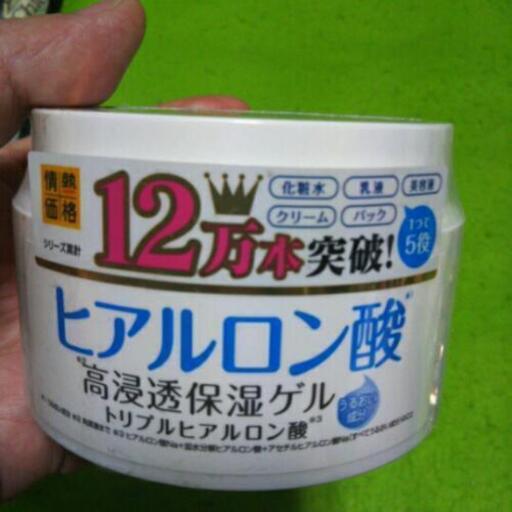 情熱
価格
シリーズ累計
12万本突破!
化粧水 乳液 美容液
クリーム パック
1つで
5役
ヒアルロン酸
高浸透保湿ゲル
トリプルヒアルロン酸※3
うるおい
成分